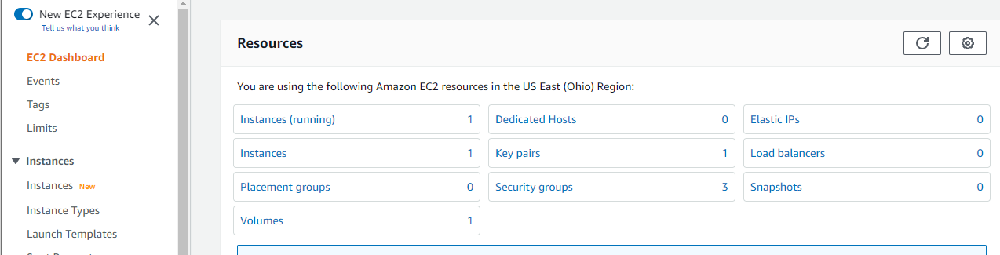 New EC2 Experience
Tell us what you think
EC2 Dashboard
Events
Tags
Limits
Instances
Instances New
Instance Types
Launch Templates
Resources
You are using the following Amazon EC2 resources in the US East (Ohio) Region:
Instances (running) 1
Dedicated Hosts 0
Elastic IPs 0
Instances 1
Key pairs 1
Load balancers 0
Placement groups 0
Security groups 3
Snapshots 0
Volumes 1